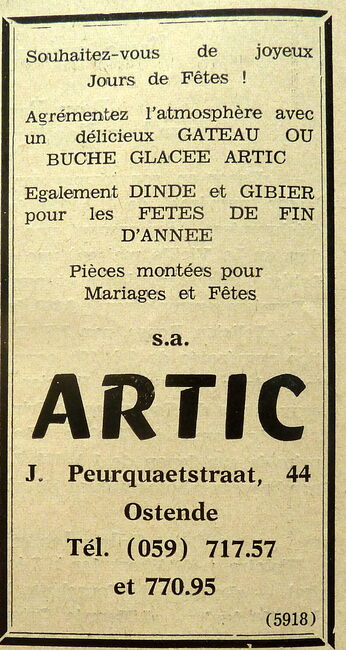 Souhaitez-vous de joyeux
Jours de Fêtes !
Agrémentez l'atmosphère avec
un délicieux GATEAU OU
BUCHE GLACEE ARTIC
Egalement DINDE et GIBIER
pour les FETES DE FIN
D'ANNEE
Pièces montées pour
Mariages et Fêtes
s.a.
ARTIC
J. Peurquaetstraat, 44
Ostende
Tél. (059) 717.57
et 770.95
(5918)